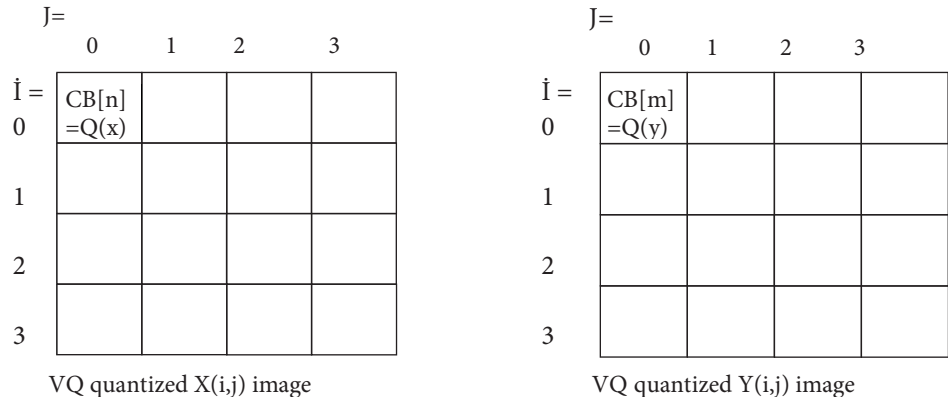 J=
0 1 2 3
İ =
0
CB[n]
=Q(x)
1
2
3
VQ quantized X(i,j) image
J=
0 1 2 3
İ =
0
CB[m]
=Q(y)
1
2
3
VQ quantized Y(i,j) image